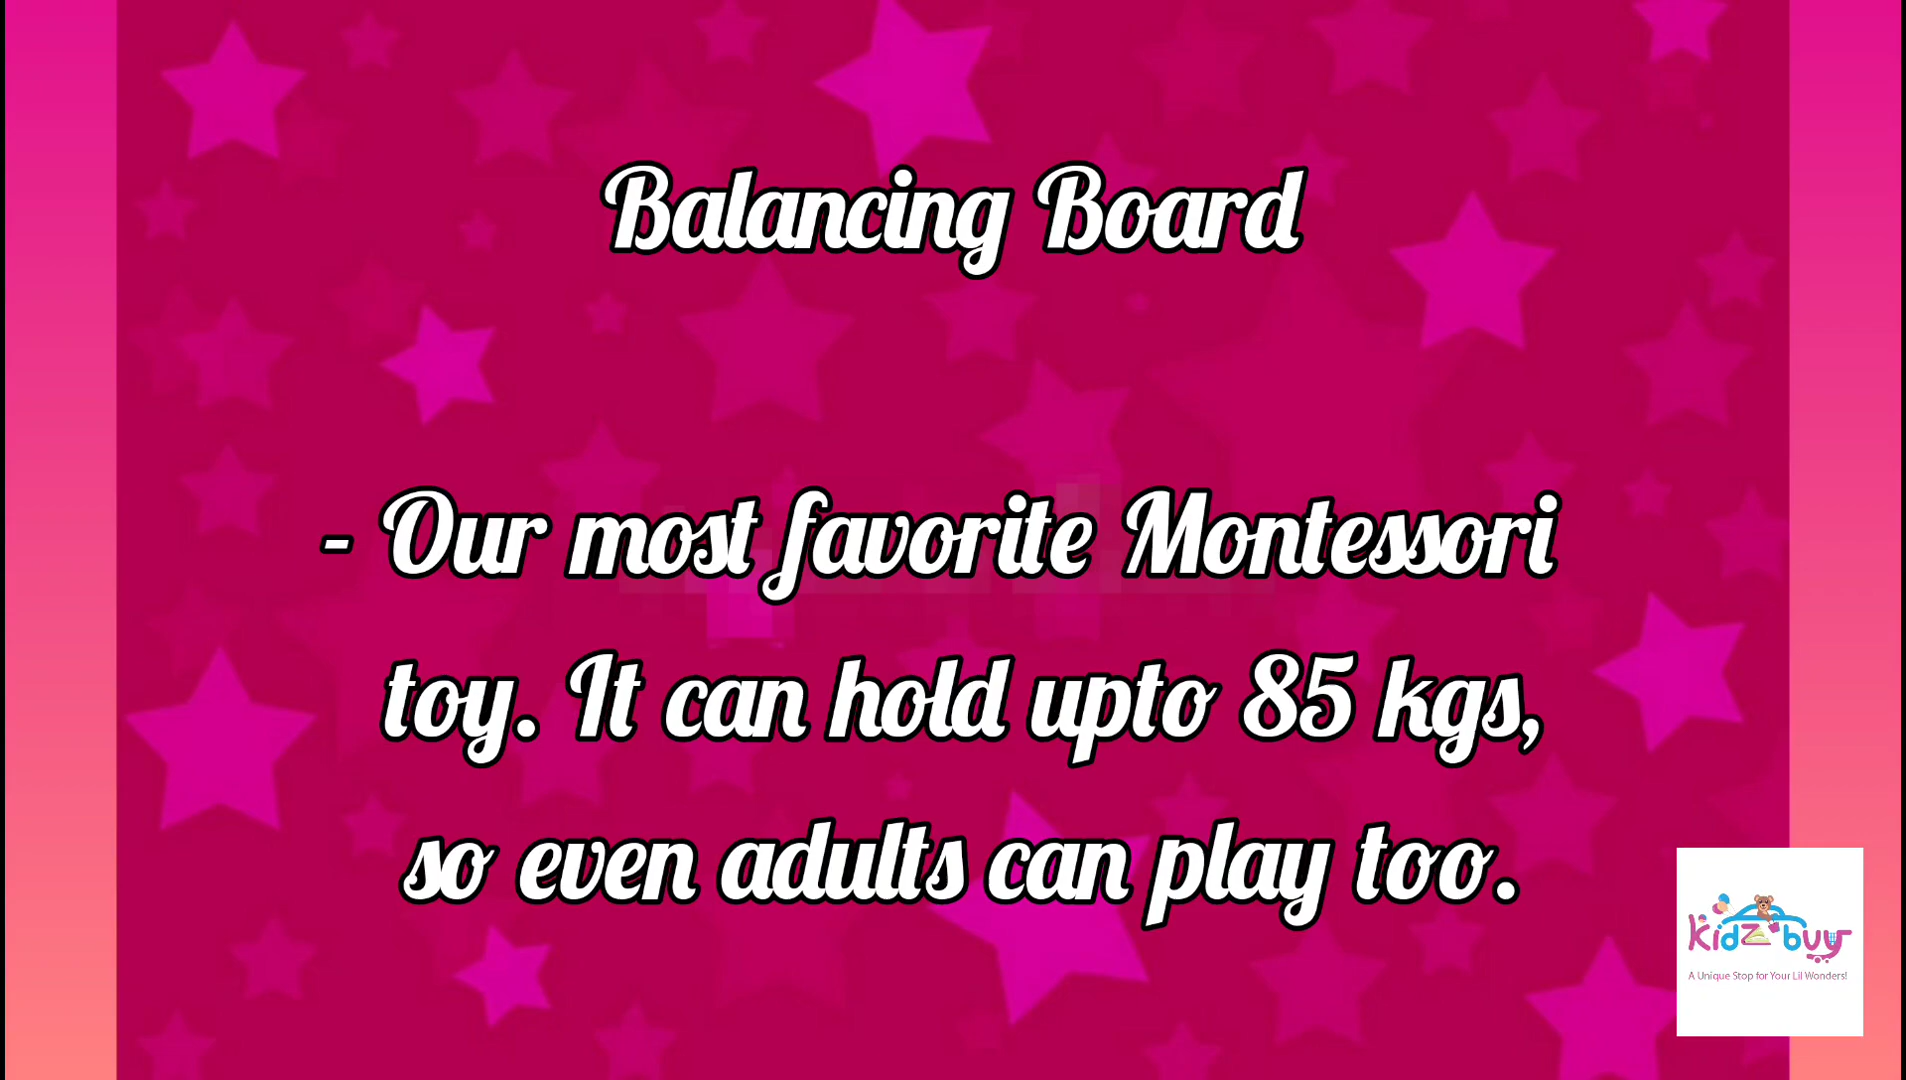 Balancing Board
- Our most favorite Montessori
toy. It can hold upto 85 kgs,
so even adults can play too.
kidz buy
A Unique Stop for Your Lil Wonders!